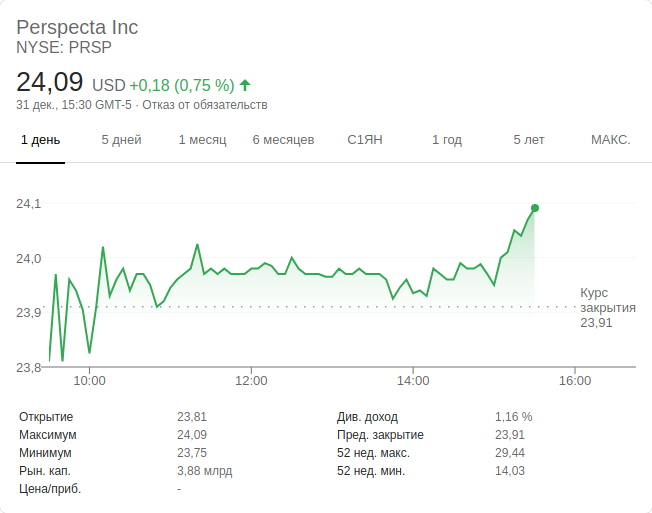 Perspecta Inc
NYSE: PRSP
24,09 USD +0,18 (0,75 %)
31 дек., 15:30 GMT-5 · Отказ от обязательств
1 день 5 дней 1 месяц 6 месяцев С1ЯН 1 год 5 лет МАКС.
24,1
24,0
23,9
23,8
Курс
закрытия
23,91
10:00 12:00 14:00 16:00
Открытие 23,81
Максимум 24,09
Минимум 23,75
Рын. кап. 3,88 млрд
Цена/приб. -
Див. доход 1,16 %
Пред. закрытие 23,91
52 нед. макс. 29,44
52 нед. мин. 14,03